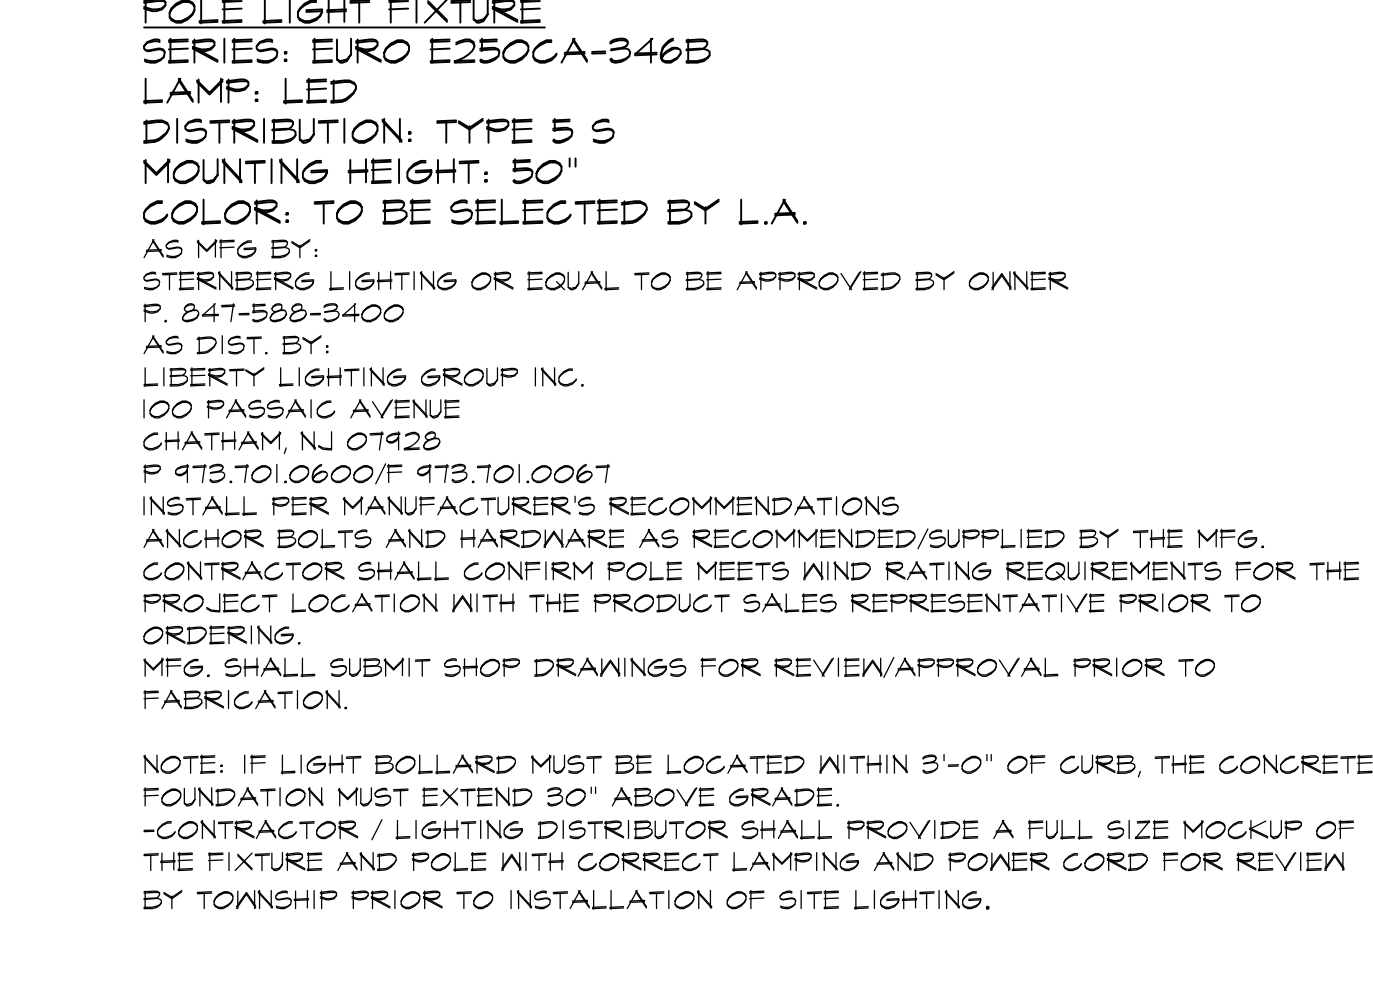 POLE LIGHT FIXTURE
SERIES: EURO E250CA-346B
LAMP: LED
DISTRIBUTION: TYPE 5 S
MOUNTING HEIGHT: 50"
COLOR: TO BE SELECTED BY L.A.
AS MFG BY:
STERNBERG LIGHTING OR EQUAL TO BE APPROVED BY OWNER
P. 847-588-3400
AS DIST. BY:
LIBERTY LIGHTING GROUP INC.
100 PASSAIC AVENUE
CHATHAM, NJ 07928
P 973.701.0600/F 973.701.0067
INSTALL PER MANUFACTURER'S RECOMMENDATIONS
ANCHOR BOLTS AND HARDWARE AS RECOMMENDED/SUPPLIED BY THE MFG.
CONTRACTOR SHALL CONFIRM POLE MEETS WIND RATING REQUIREMENTS FOR THE
PROJECT LOCATION WITH THE PRODUCT SALES REPRESENTATIVE PRIOR TO
ORDERING.
MFG. SHALL SUBMIT SHOP DRAWINGS FOR REVIEW/APPROVAL PRIOR TO
FABRICATION.
NOTE: IF LIGHT BOLLARD MUST BE LOCATED WITHIN 3'-0" OF CURB, THE CONCRETE
FOUNDATION MUST EXTEND 30" ABOVE GRADE.
-CONTRACTOR / LIGHTING DISTRIBUTOR SHALL PROVIDE A FULL SIZE MOCKUP OF
THE FIXTURE AND POLE WITH CORRECT LAMPING AND POWER CORD FOR REVIEW
BY TOWNSHIP PRIOR TO INSTALLATION OF SITE LIGHTING.